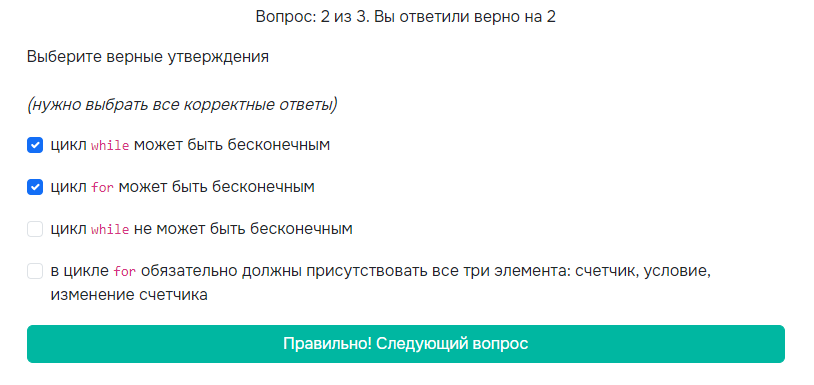 Вопрос: 2 из 3. Вы ответили верно на 2
Выберите верные утверждения
(нужно выбрать все корректные ответы)
цикл while может быть бесконечным
цикл for может быть бесконечным
цикл while не может быть бесконечным
в цикле for обязательно должны присутствовать все три элемента: счетчик, условие,
изменение счетчика
Правильно! Следующий вопрос